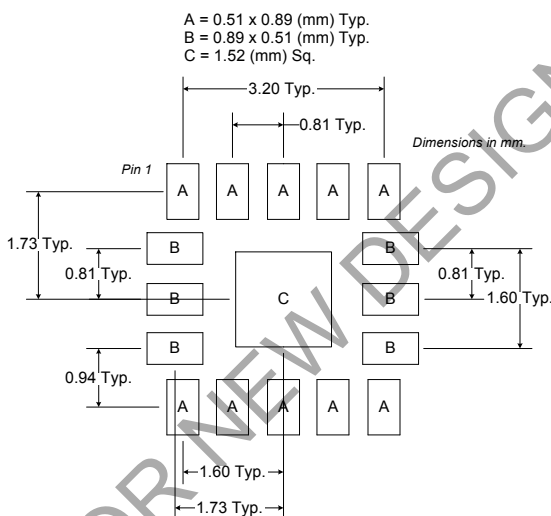 A = 0.51 x 0.89 (mm) Typ.
B = 0.89 x 0.51 (mm) Typ.
C = 1.52 (mm) Sq.
3.20 Typ.
0.81 Typ.
Dimensions in mm.
Pin 1
A A A A A
1.73 Typ.
B B
0.81 Typ. 0.81 Typ.
B C B
1.60 Typ.
B B
0.94 Typ.
A A A A A
1.60 Typ.
1.73 Typ.
OR NEW DESIGN